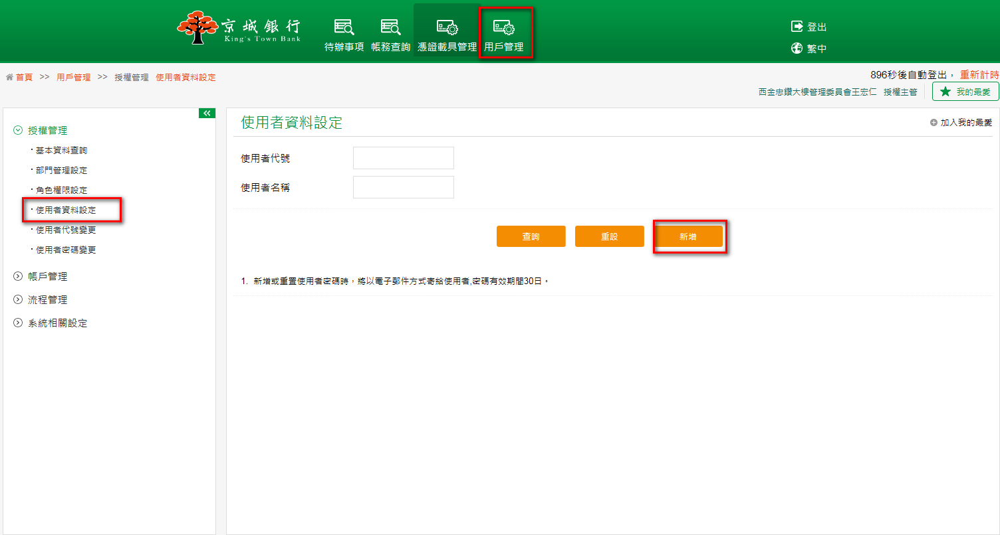 京城銀行
King's Town Bank
待辦事項 帳務查詢 憑證載具管理 用戶管理
登出
繁中
首頁 >> 用戶管理 >> 授權管理 使用者資料設定
896秒後自動登出， 重新計時
西金忠鑽大樓管理委員會王宏仁 授權主管
我的最愛
授權管理
·基本資料查詢
·部門管理設定
·角色權限設定
·使用者資料設定
·使用者代號變更
·使用者密碼變更
帳戶管理
流程管理
系統相關設定
使用者資料設定
加入我的最愛
使用者代號
使用者名稱
查詢 重設 新增
1. 新增或重置使用者密碼時，將以電子郵件方式寄給使用者,密碼有效期間30日。